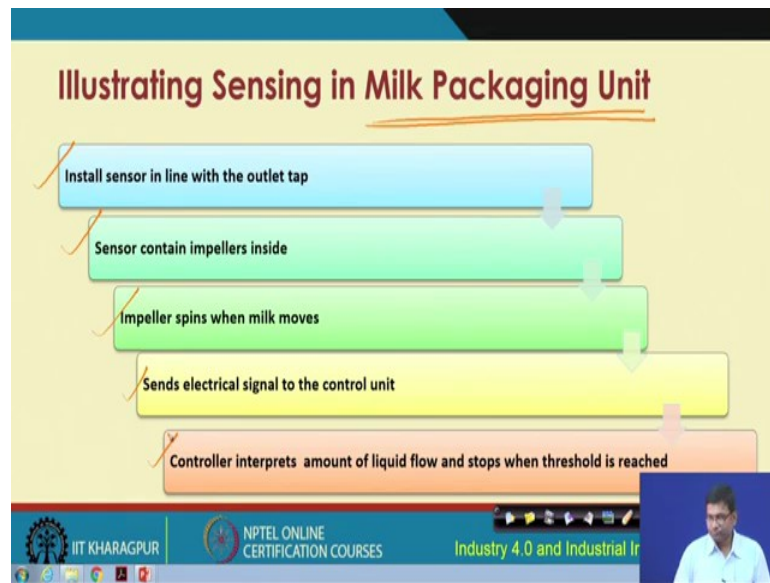 Illustrating Sensing in Milk Packaging Unit
Install sensor in line with the outlet tap
Sensor contain impellers inside
Impeller spins when milk moves
Sends electrical signal to the control unit
Controller interprets amount of liquid flow and stops when threshold is reached
IIT KHARAGPUR
NPTEL ONLINE
CERTIFICATION COURSES
Industry 4.0 and Industrial